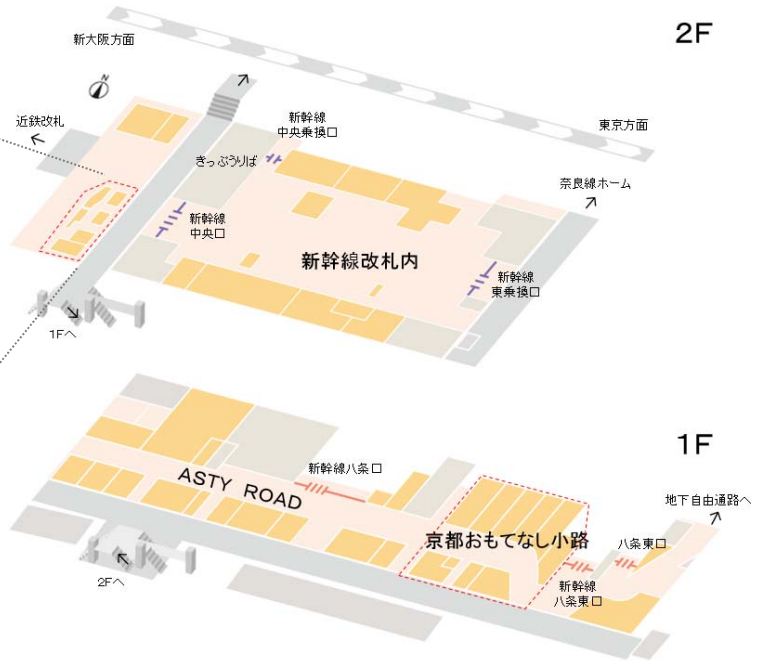 2F
新大阪方面
N
新幹線
中央乗換口
近鉄改札
東京方面
きっぷうりば
奈良線ホーム
新幹線
中央口
新幹線改札内
新幹線
東乗換口
1Fへ
1F
新幹線八条口
ASTY ROAD
地下自由通路へ
京都おもてなし小路
八条東口
2Fへ
新幹線
八条東口